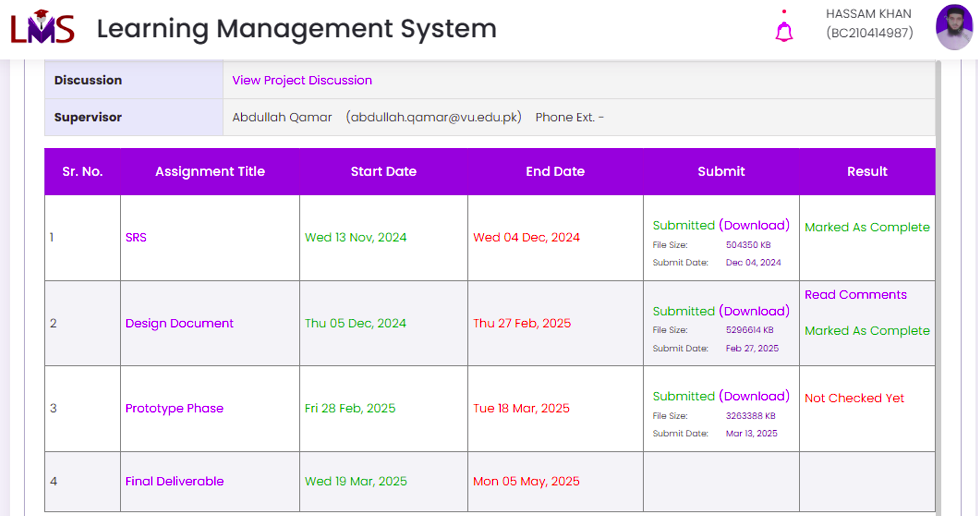 LMS Learning Management System
HASSAM KHAN
(BC210414987)
Discussion View Project Discussion
Supervisor Abdullah Qamar (abdullah.qamar@vu.edu.pk) Phone Ext. -
Sr. No. Assignment Title Start Date End Date Submit Result
1 SRS Wed 13 Nov, 2024 Wed 04 Dec, 2024 Submitted (Download) Marked As Complete
File Size: 504350 KB
Submit Date: Dec 04, 2024
Read Comments
2 Design Document Thu 05 Dec, 2024 Thu 27 Feb, 2025 Submitted (Download) Marked As Complete
File Size: 5296614 KB
Submit Date: Feb 27, 2025
3 Prototype Phase Fri 28 Feb, 2025 Tue 18 Mar, 2025 Submitted (Download) Not Checked Yet
File Size: 3263388 KB
Submit Date: Mar 13, 2025
4 Final Deliverable Wed 19 Mar, 2025 Mon 05 May, 2025